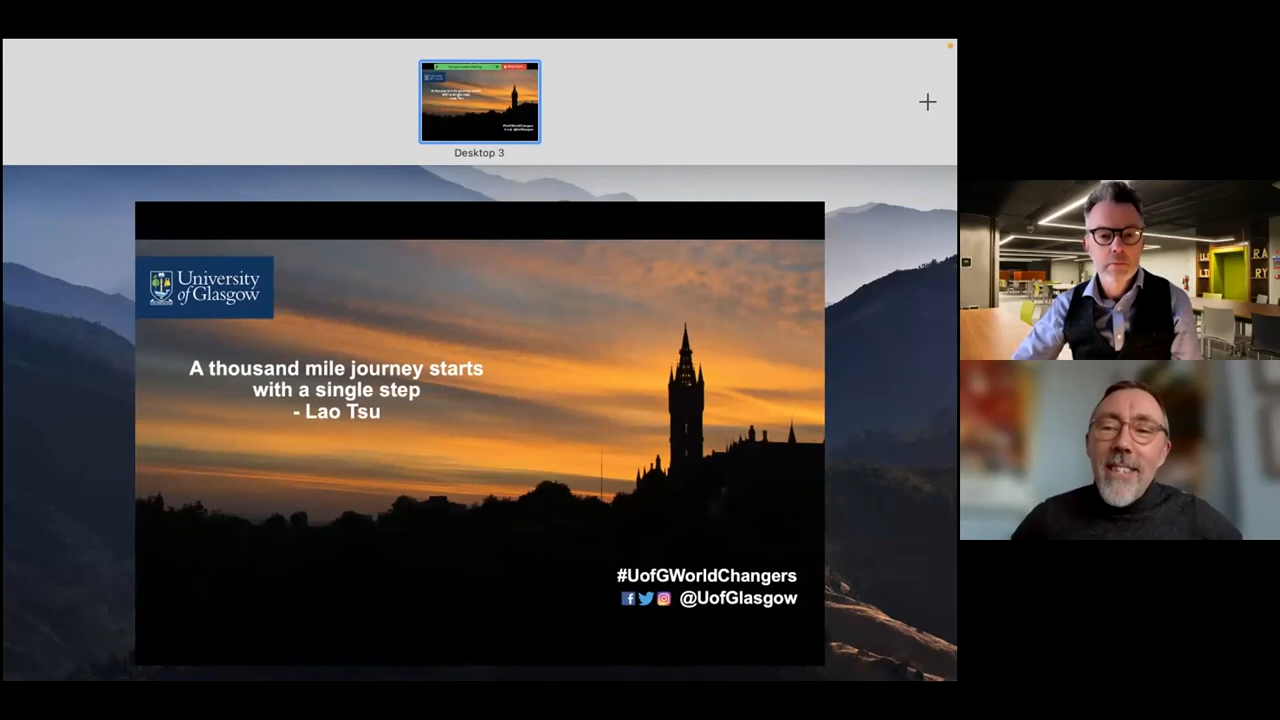 Desktop 3
University
of Glasgow
A thousand mile journey starts
with a single step
- Lao Tsu
#UofGWorldChangers
@UofGlasgow